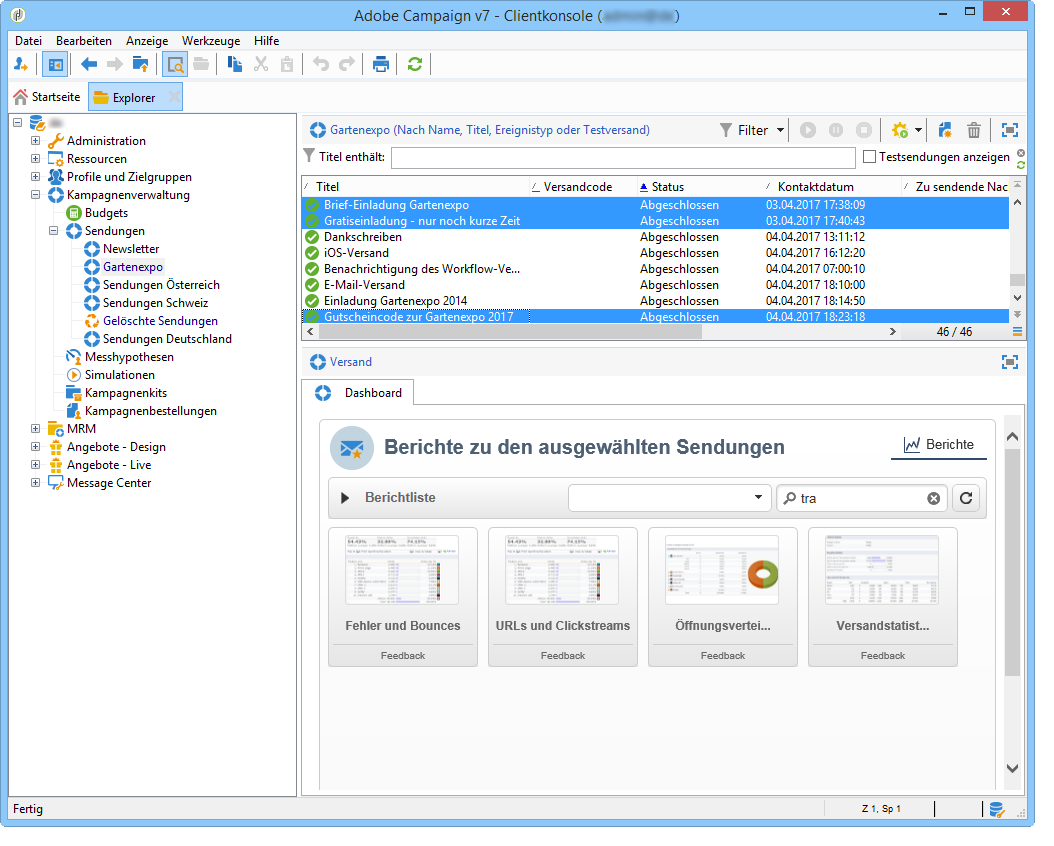 Adobe Campaign v7 - Clientkonsole ( )
Datei Bearbeiten Anzeige Werkzeuge Hilfe
Startseite Explorer
Administration
Ressourcen
Profile und Zielgruppen
Kampagnenverwaltung
Budgets
Sendungen
Newsletter
Gartenexpo
Sendungen Österreich
Sendungen Schweiz
Gelöschte Sendungen
Sendungen Deutschland
Messhypothesen
Simulationen
Kampagnenkits
Kampagnenbestellungen
MRM
Angebote - Design
Angebote - Live
Message Center
Gartenexpo (Nach Name, Titel, Ereignistyp oder Testversand) Filter
Titel enthält: Testsendungen anzeigen
Titel Versandcode Status Kontaktdatum Zu sendende Nac
Brief-Einladung Gartenexpo Abgeschlossen 03.04.2017 17:38:09
Gratiseinladung - nur noch kurze Zeit Abgeschlossen 03.04.2017 17:40:43
Dankschreiben Abgeschlossen 04.04.2017 13:11:12
iOS-Versand Abgeschlossen 04.04.2017 16:12:20
Benachrichtigung des Workflow-Ve... Abgeschlossen 04.04.2017 07:00:10
E-Mail-Versand Abgeschlossen 04.04.2017 18:10:00
Einladung Gartenexpo 2014 Abgeschlossen 04.04.2017 18:14:50
Gutscheincode zur Gartenexpo 2017 Abgeschlossen 04.04.2017 18:23:18
46 / 46
Versand
Dashboard
Berichte zu den ausgewählten Sendungen Berichte
Berichtliste tra
Fehler und Bounces URLs und Clickstreams Öffnungsvertei... Versandstatist...
Feedback Feedback Feedback Feedback
Fertig Z 1, Sp 1